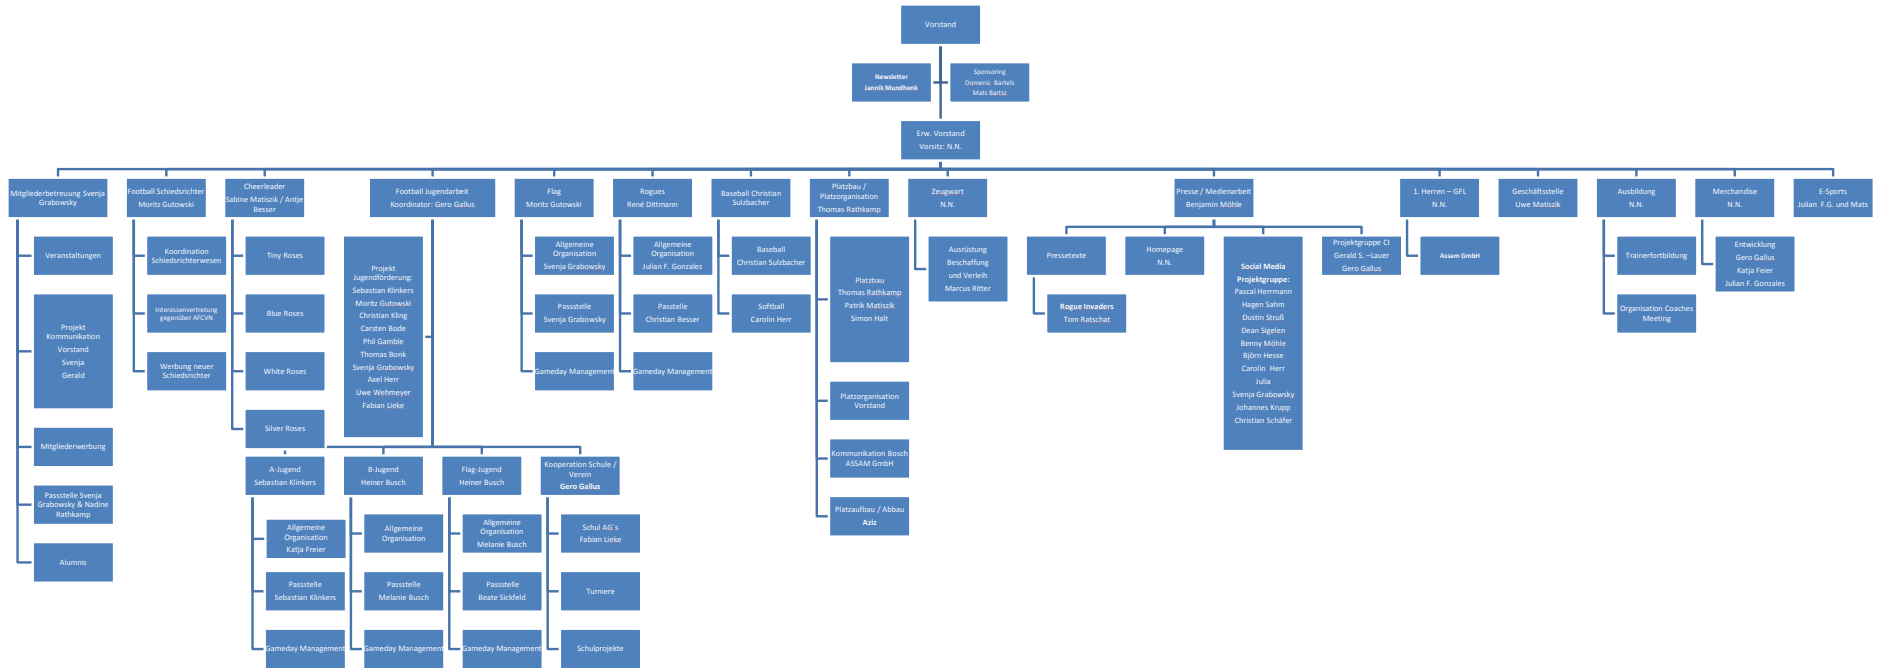 Vorstand
Newsletter
Jannik Mundhenk
Sponsoring
Domenic Bartels
Mats Bartsz
Erw. Vorstand
Vorsitz: N.N.
Mitgliederbetreuung Svenja
Grabowsky
Veranstaltungen
Projekt
Kommunikation
Vorstand
Svenja
Gerald
Mitgliederwerbung
Passstelle Svenja
Grabowsky & Nadine
Rathkamp
Alumnis
Football Schiedsrichter
Moritz Gutowski
Koordination
Schiedsrichterwesen
Interessenvertretung
gegenüber AFCVN
Werbung neuer
Schiedsrichter
Cheerleader
Sabine Matiszik / Antje
Besser
Tiny Roses
Blue Roses
White Roses
Silver Roses
Football Jugendarbeit
Koordinator: Gero Gallus
Projekt
Jugendförderung:
Sebastian Klinkers
Moritz Gutowski
Christian Kling
Carsten Bode
Phil Gamble
Thomas Bonk
Svenja Grabowsky
Axel Herr
Uwe Wehmeyer
Fabian Lieke
A-Jugend
Sebastian Klinkers
Allgemeine
Organisation
Katja Freier
Passstelle
Sebastian Klinkers
Gameday Management
B-Jugend
Heiner Busch
Allgemeine
Organisation
Passstelle
Melanie Busch
Gameday Management
Flag-Jugend
Heiner Busch
Allgemeine
Organisation
Melanie Busch
Passstelle
Beate Sickfeld
Gameday Management
Kooperation Schule /
Verein
Gero Gallus
Schul AG´s
Fabian Lieke
Turniere
Schulprojekte
Flag
Moritz Gutowski
Allgemeine
Organisation
Svenja Grabowsky
Passstelle
Svenja Grabowsky
Gameday Management
Rogues
René Dittmann
Allgemeine
Organisation
Julian F. Gonzalez
Passtelle
Christian Besser
Gameday Management
Baseball Christian
Sulzbacher
Baseball
Christian Sulzbacher
Softball
Carolin Herr
Platzbau /
Platzorganisation
Thomas Rathkamp
Platzbau
Thomas Rathkamp
Patrik Matiszik
Simon Halt
Platzorganisation
Vorstand
Kommunikation Bosch
ASSAM GmbH
Platzaufbau / Abbau
Aziz
Zeugwart
N.N.
Ausrüstung
Beschaffung
und Verleih
Marcus Ritter
Presse / Medienarbeit
Benjamin Möhle
Pressetexte
Rogue Invaders
Tom Ratschat
Homepage
N.N.
Social Media
Projektgruppe:
Pascal Herrmann
Hagen Sahm
Dustin Struß
Dean Sigelen
Benny Möhle
Björn Hesse
Carolin Herr
Julia
Svenja Grabowsky
Johannes Krupp
Christian Schäfer
Projektgruppe CI
Gerald S. –Lauer
Gero Gallus
1. Herren – GFL
N.N.
Assam GmbH
Geschäftsstelle
Uwe Matiszik
Ausbildung
N.N.
Trainerfortbildung
Organisation Coaches
Meeting
Merchandise
N.N.
Entwicklung
Gero Gallus
Katja Feier
Julian F. Gonzales
E-Sports
Julian F.G. und Mats